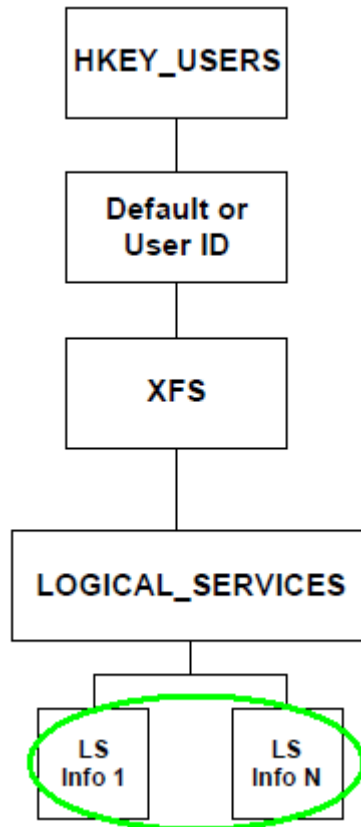 HKEY_USERS
Default or
User ID
XFS
LOGICAL_SERVICES
LS
Info 1
LS
Info N